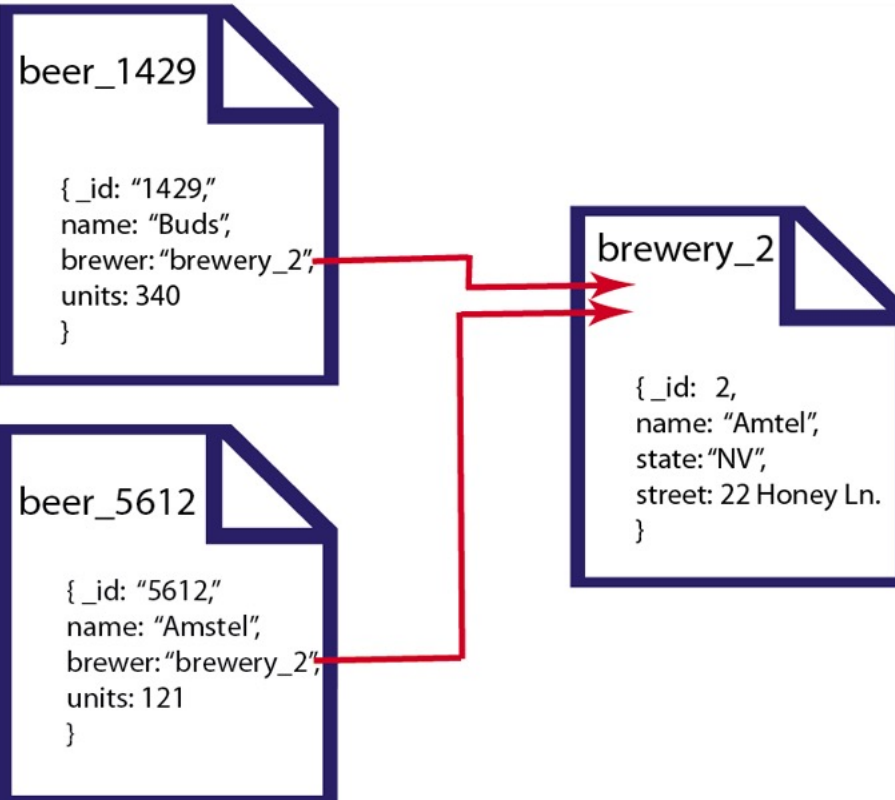 beer_1429
{ _id: “1429,”
name: “Buds”,
brewer: “brewery_2”,
units: 340
}
beer_5612
{ _id: “5612,”
name: “Amstel”,
brewer: “brewery_2”,
units: 121
}
brewery_2
{ _id: 2,
name: “Amtel”,
state: “NV”,
street: 22 Honey Ln.
}